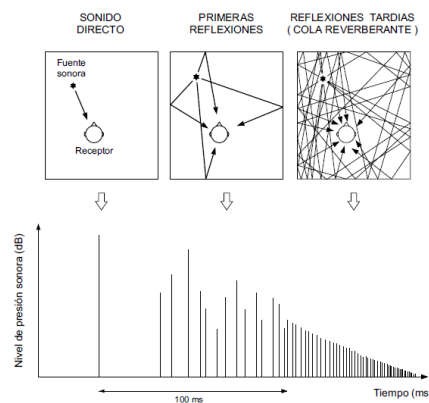 SONIDO
DIRECTO
PRIMERAS
REFLEXIONES
REFLEXIONES TARDIAS
( COLA REVERBERANTE )
Fuente
sonora
Receptor
Nivel de presión sonora (dB)
100 ms
Tiempo (ms